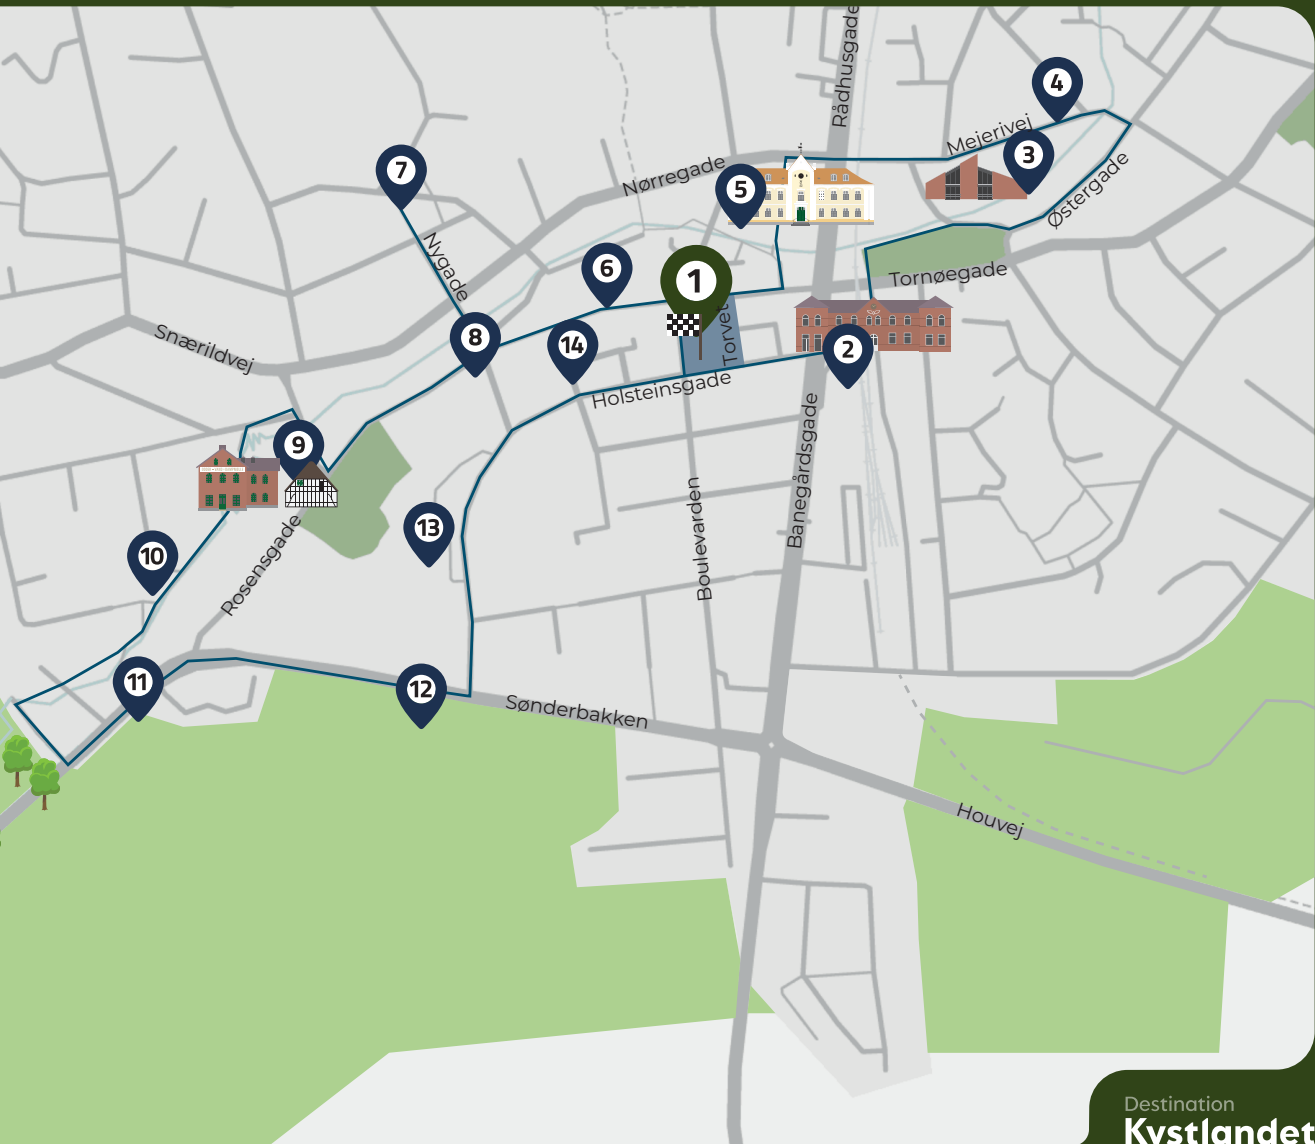 Rådhusgade
4
Mejerivej
3
Nørregade
7
5
Østergade
Nygade
6
1
Tornøegade
Torvet
Snærildvej
8
14
2
Holsteinsgade
9
Banegårdsgade
Boulevarden
13
10
Rosensgade
11
12
Sønderbakken
Houvej
Destination
Kystlandet